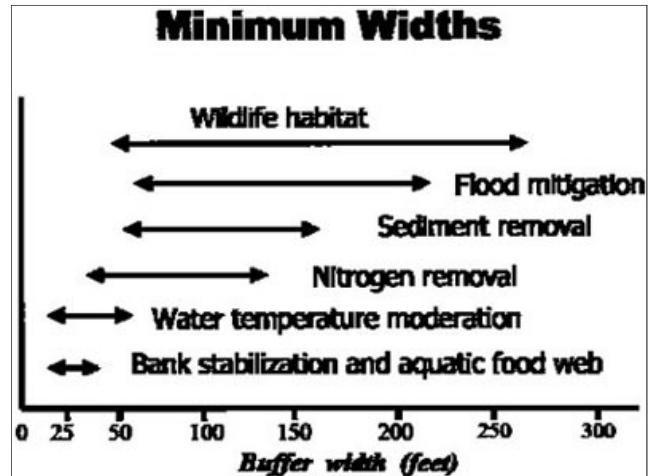 Minimum Widths
Wildlife habitat
Flood mitigation
Sediment removal
Nitrogen removal
Water temperature moderation
Bank stabilization and aquatic food web
0 25 50 100 150 200 250 300
Buffer width (feet)